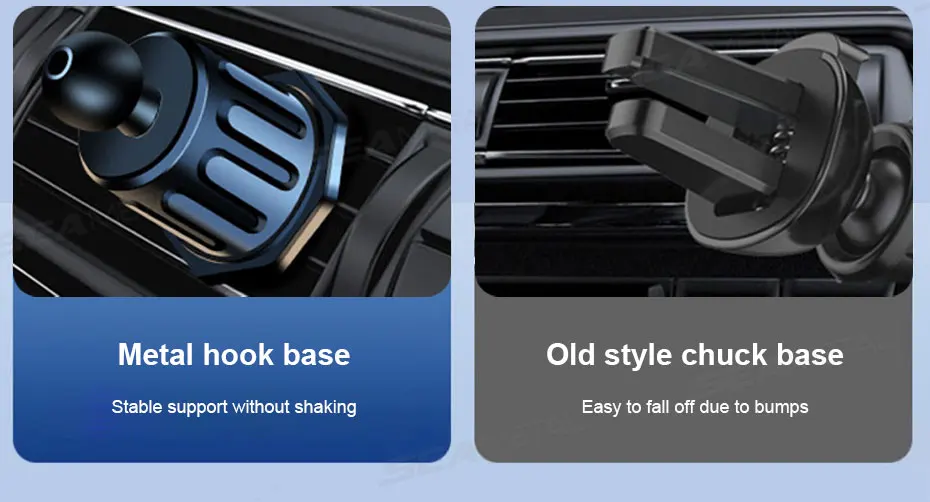 Metal hook base
Stable support without shaking
Old style chuck base
Easy to fall off due to bumps